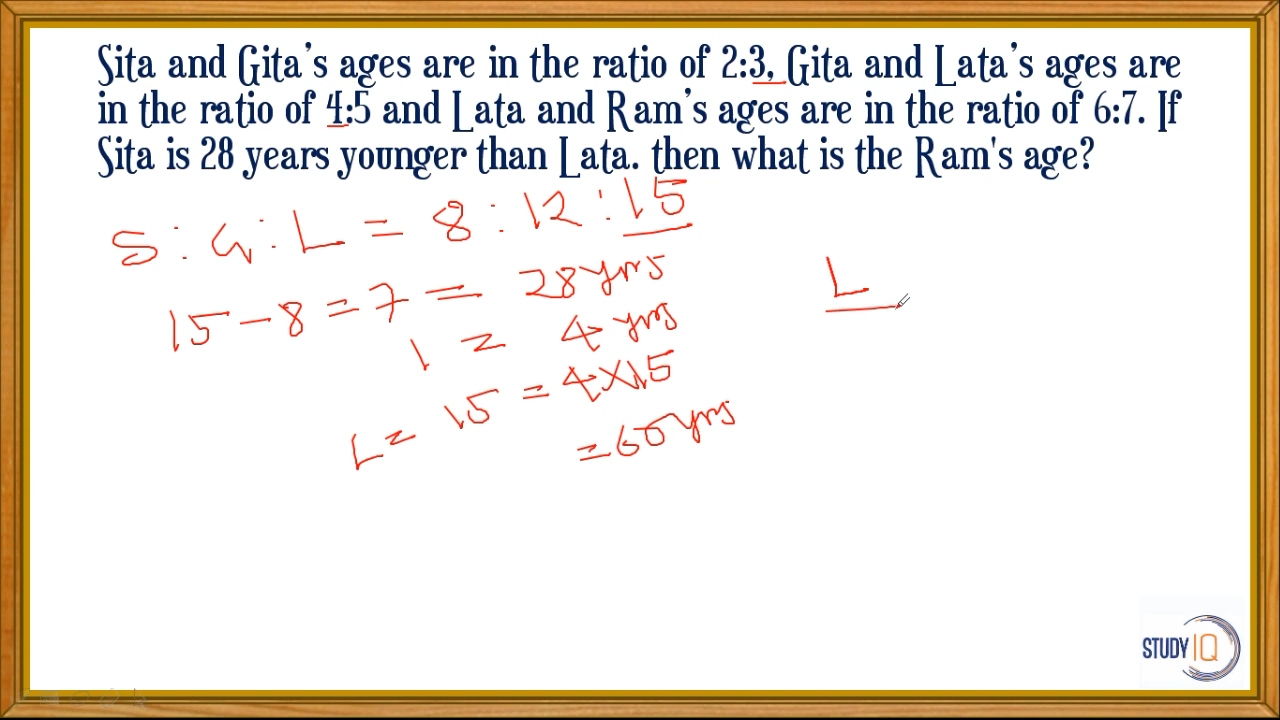 Sita and Gita's ages are in the ratio of 2:3, Gita and Lata's ages are
in the ratio of 4:5 and Lata and Ram's ages are in the ratio of 6:7. If
Sita is 28 years younger than Lata. then what is the Ram's age?
S : G : L = 8 : 12 : 15
15 - 8 = 7 = 28 yrs
1 = 4 yrs
L = 15 = 4 × 15
= 60 yrs
L
STUDY IQ